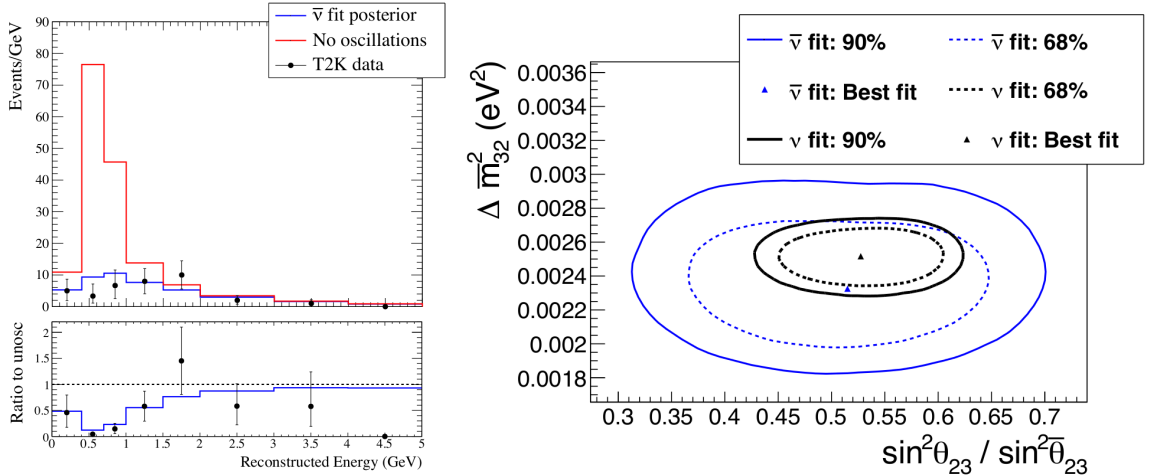 Events/GeV
90
80
70
60
50
40
30
20
10
0
ν̅ fit posterior
No oscillations
T2K data
Ratio to unosc
2
1.5
1
0.5
0
0 0.5 1 1.5 2 2.5 3 3.5 4 4.5 5
Reconstructed Energy (GeV)
ν̅ fit: 90%
ν̅ fit: 68%
ν̅ fit: Best fit
ν fit: 68%
ν fit: 90%
ν fit: Best fit
Δ m̅²₃₂ (eV²)
0.0036
0.0034
0.0032
0.003
0.0028
0.0026
0.0024
0.0022
0.002
0.0018
0.3 0.35 0.4 0.45 0.5 0.55 0.6 0.65 0.7
sin²θ₂₃ / sin²θ̅₂₃